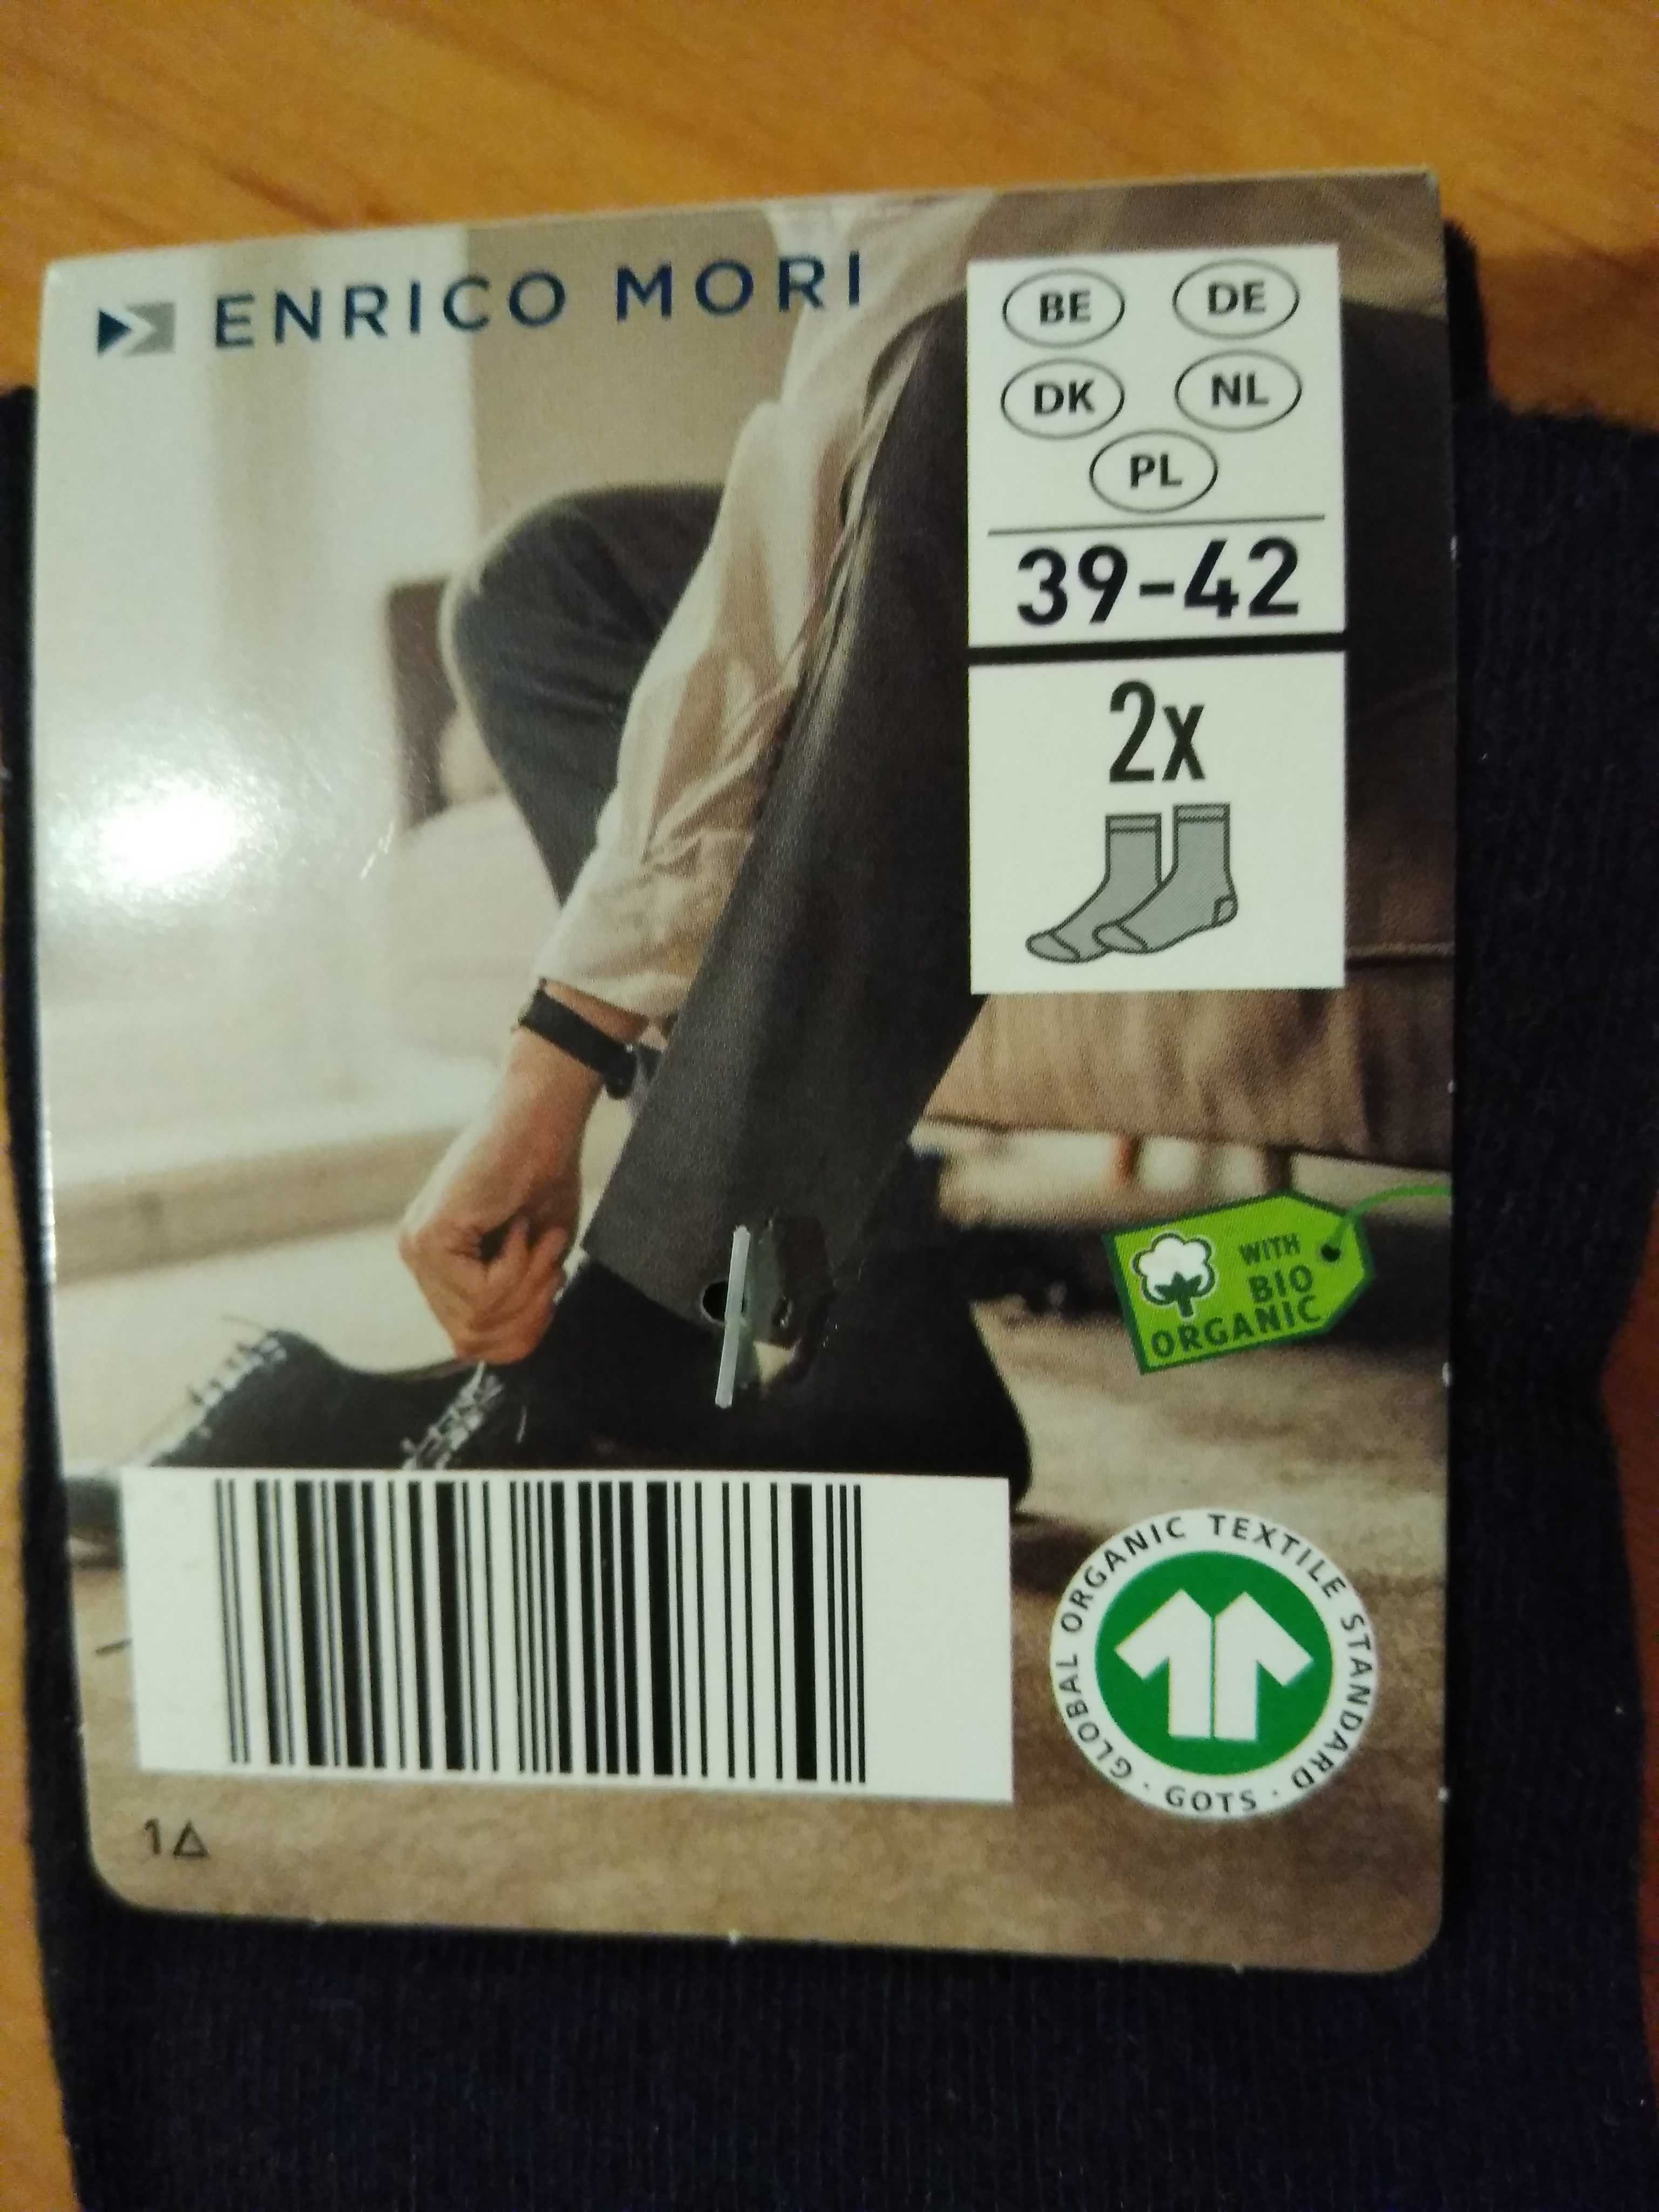 ENRICO MORI
BE DE
DK NL
PL
39-42
2x
WITH
BIO
ORGANIC
GLOBAL ORGANIC TEXTILE STANDARD · GOTS ·
1△